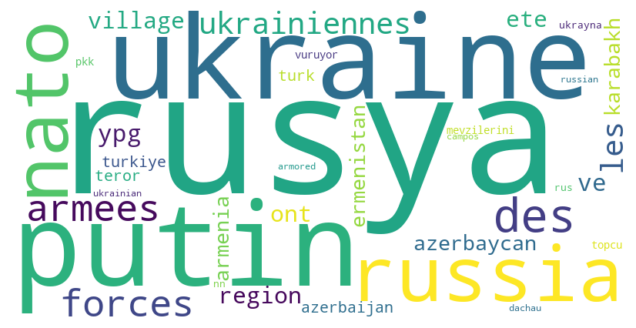 village ukrainiennes ete ukrayna
nato ukraine karabakh
pkk vuruyor turk russian
rusya
ypg ermenistan mevzilerini les
turkiye campos
teror armored ve rus
ukrainian
armees armenia ont des
putin azerbaycan topcu
russia
nn region
forces azerbaijan dachau